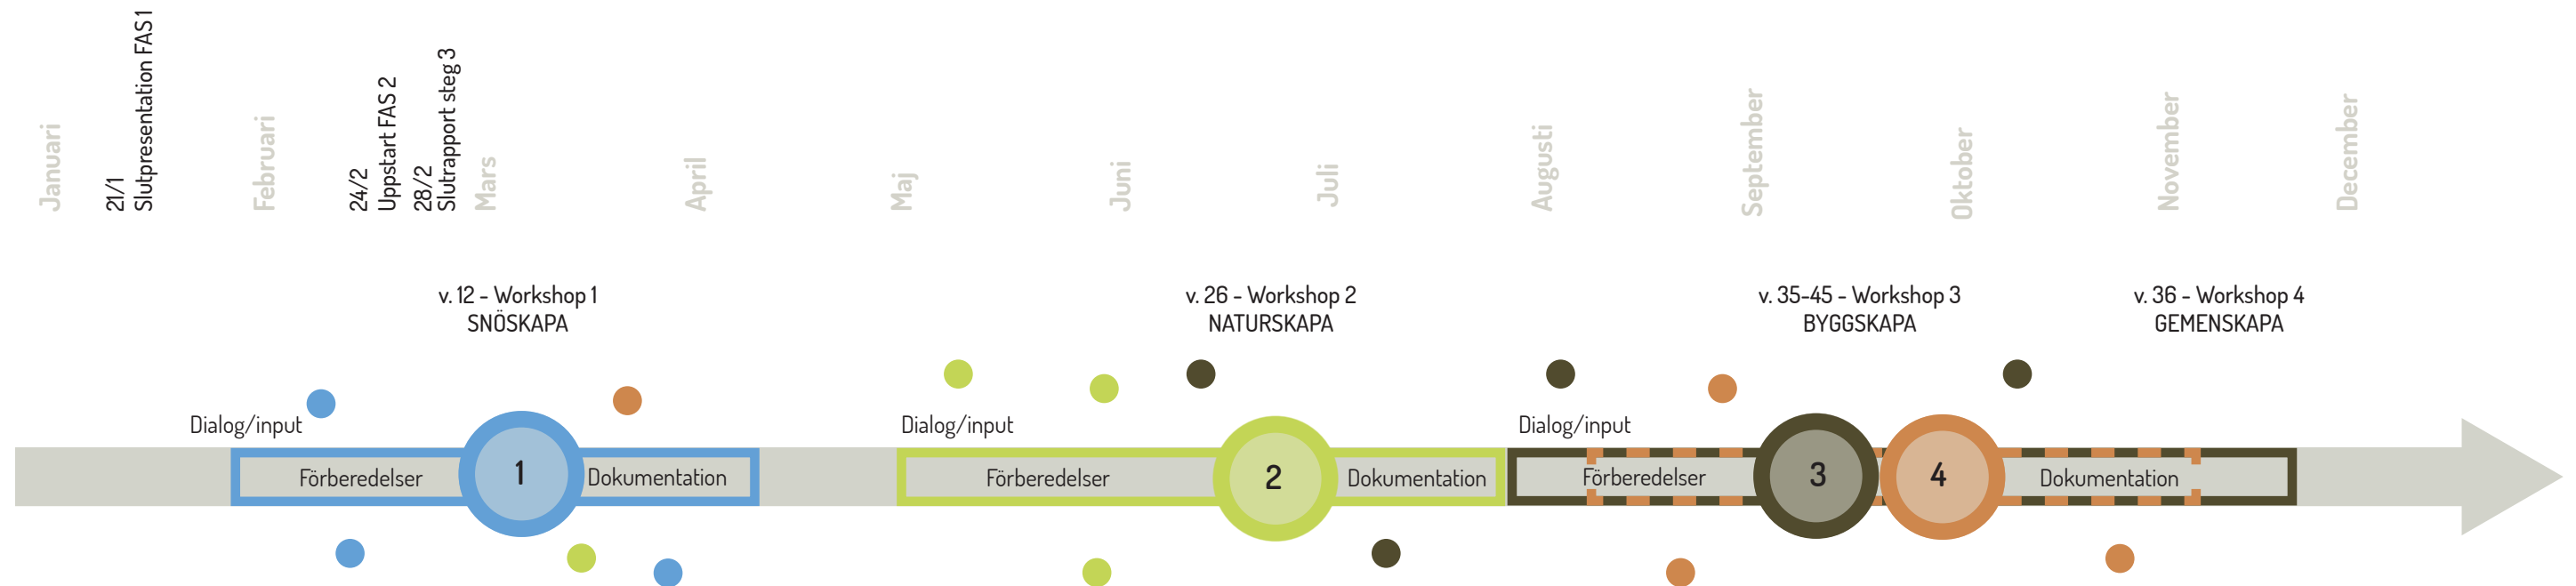 Januari
21/1
Slutpresentation FAS 1
Februari
24/2
Uppstart FAS 2
28/2
Slutrapport steg 3
Mars
April
Maj
Juni
Juli
Augusti
September
Oktober
November
December
v. 12 - Workshop 1
SNÖSKAPA
v. 26 - Workshop 2
NATURSKAPA
v. 35-45 - Workshop 3
BYGGSKAPA
v. 36 - Workshop 4
GEMENSKAPA
Dialog/input
Dialog/input
Dialog/input
Förberedelser
1
Dokumentation
Förberedelser
2
Dokumentation
Förberedelser
3
4
Dokumentation